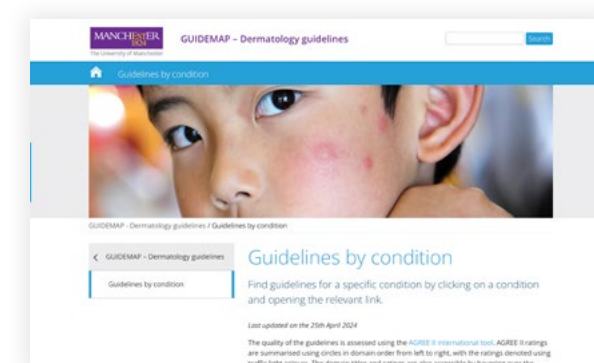 MANCHESTER
1824
The University of Manchester
GUIDEMAP – Dermatology guidelines
Search
Guidelines by condition
GUIDEMAP - Dermatology guidelines / Guidelines by condition
GUIDEMAP – Dermatology guidelines
Guidelines by condition
Guidelines by condition
Find guidelines for a specific condition by clicking on a condition
and opening the relevant link.
Last updated on the 25th April 2024
The quality of the guidelines is assessed using the AGREE II international tool. AGREE II ratings
are summarised using circles in domain order from left to right, with the ratings denoted using